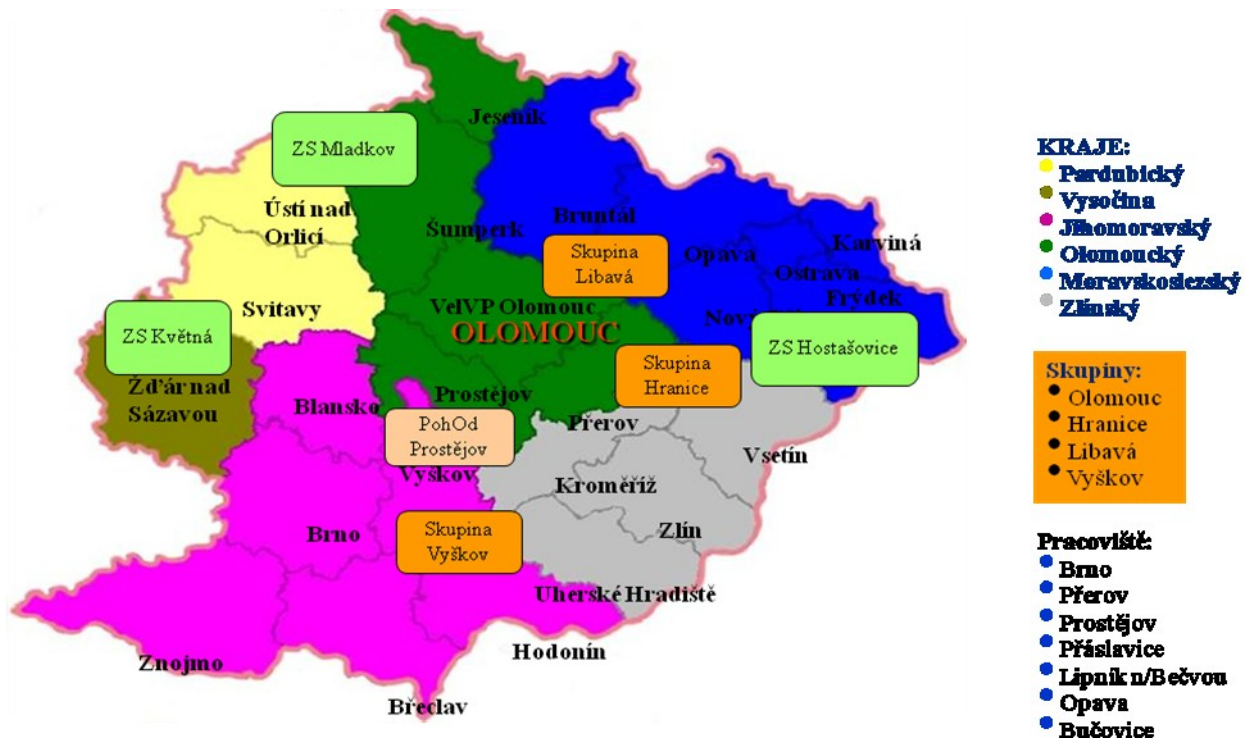 Jeseník
ZS Mladkov
Ústí nad
Orlicí
Šumperk
Bruntál
Skupina
Libavá
Opava
Karviná
Ostrava
Frýdek
Svitavy
VelVP Olomouc
OLOMOUC
Nový
ZS Květná
ZS Hostašovice
Skupina
Hranice
Žďár nad
Sázavou
Blansko
Prostějov
PohOd
Prostějov
Přerov
Vyškov
Vsetín
Kroměříž
Skupina
Vyškov
Brno
Zlín
Uherské Hradiště
Hodonín
Znojmo
Břeclav
KRAJE:
Pardubický
Vysočina
Jihomoravský
Olomoucký
Moravskoslezský
Zlínský
Skupiny:
Olomouc
Hranice
Libavá
Vyškov
Pracoviště:
Brno
Přerov
Prostějov
Přáslavice
Lipník n/Bečvou
Opava
Bučovice